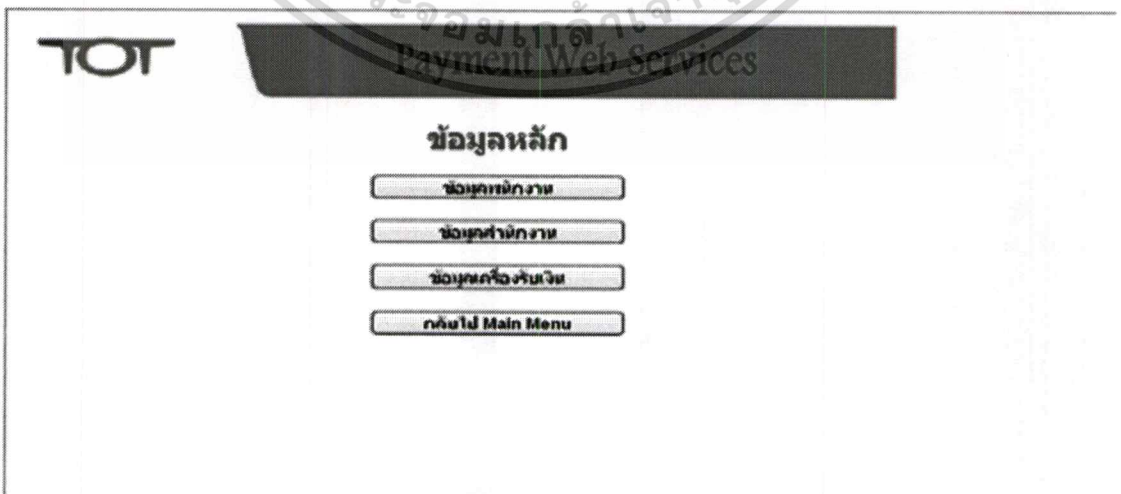 TOT
Payment Web Services
ข้อมูลหลัก
ข้อมูลพนักงาน
ข้อมูลสำนักงาน
ข้อมูลเครื่องรับเงิน
กลับไป Main Menu